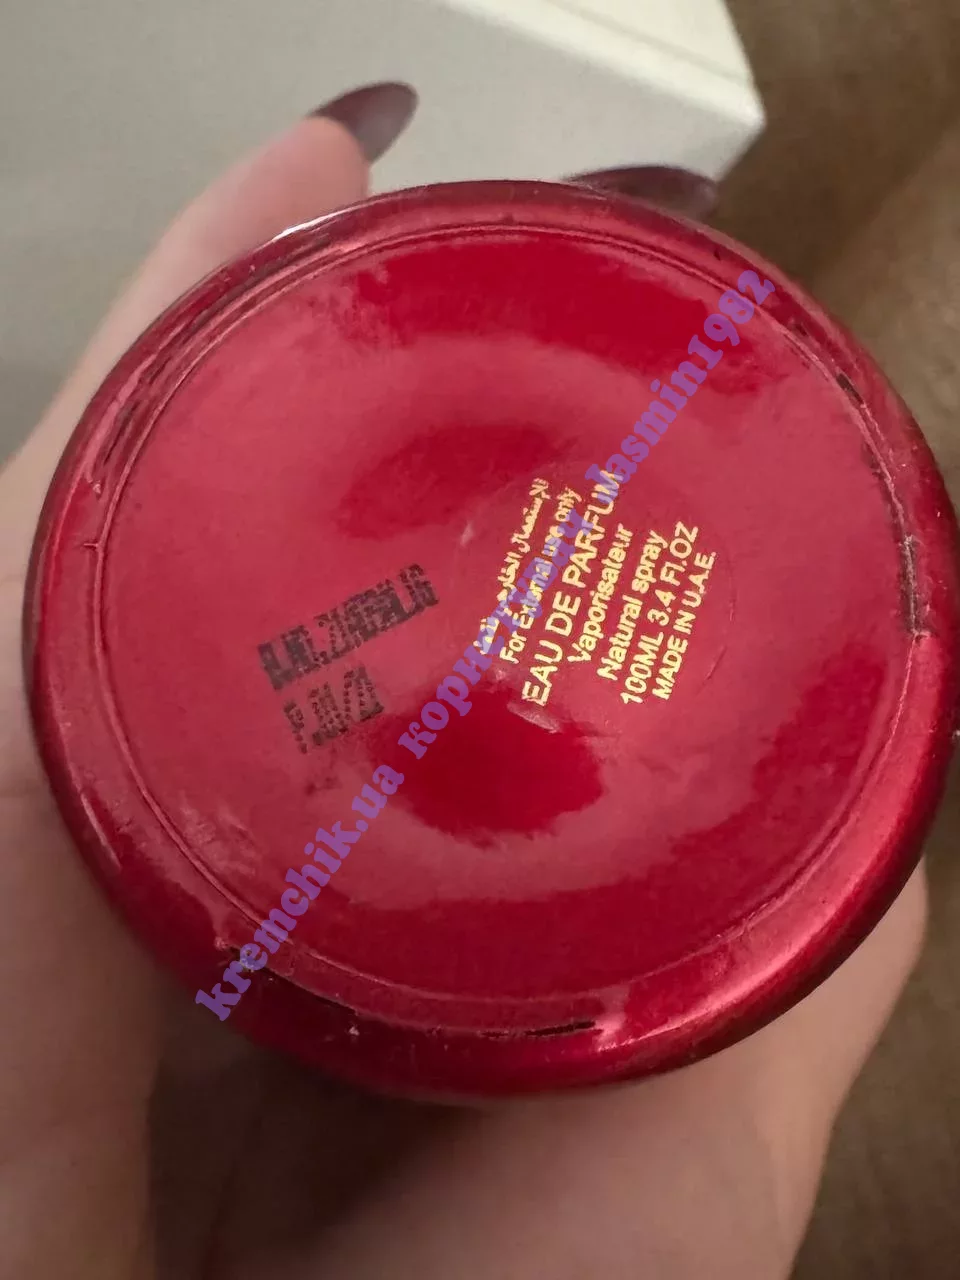 للإستعمال الخارجي فقط
For External use only
EAU DE PARFUM
Vaporisateur
Natural spray
100ML 3.4 Fl.OZ
MADE IN U.A.E.
kremchik.ua користувач Jasmin1982